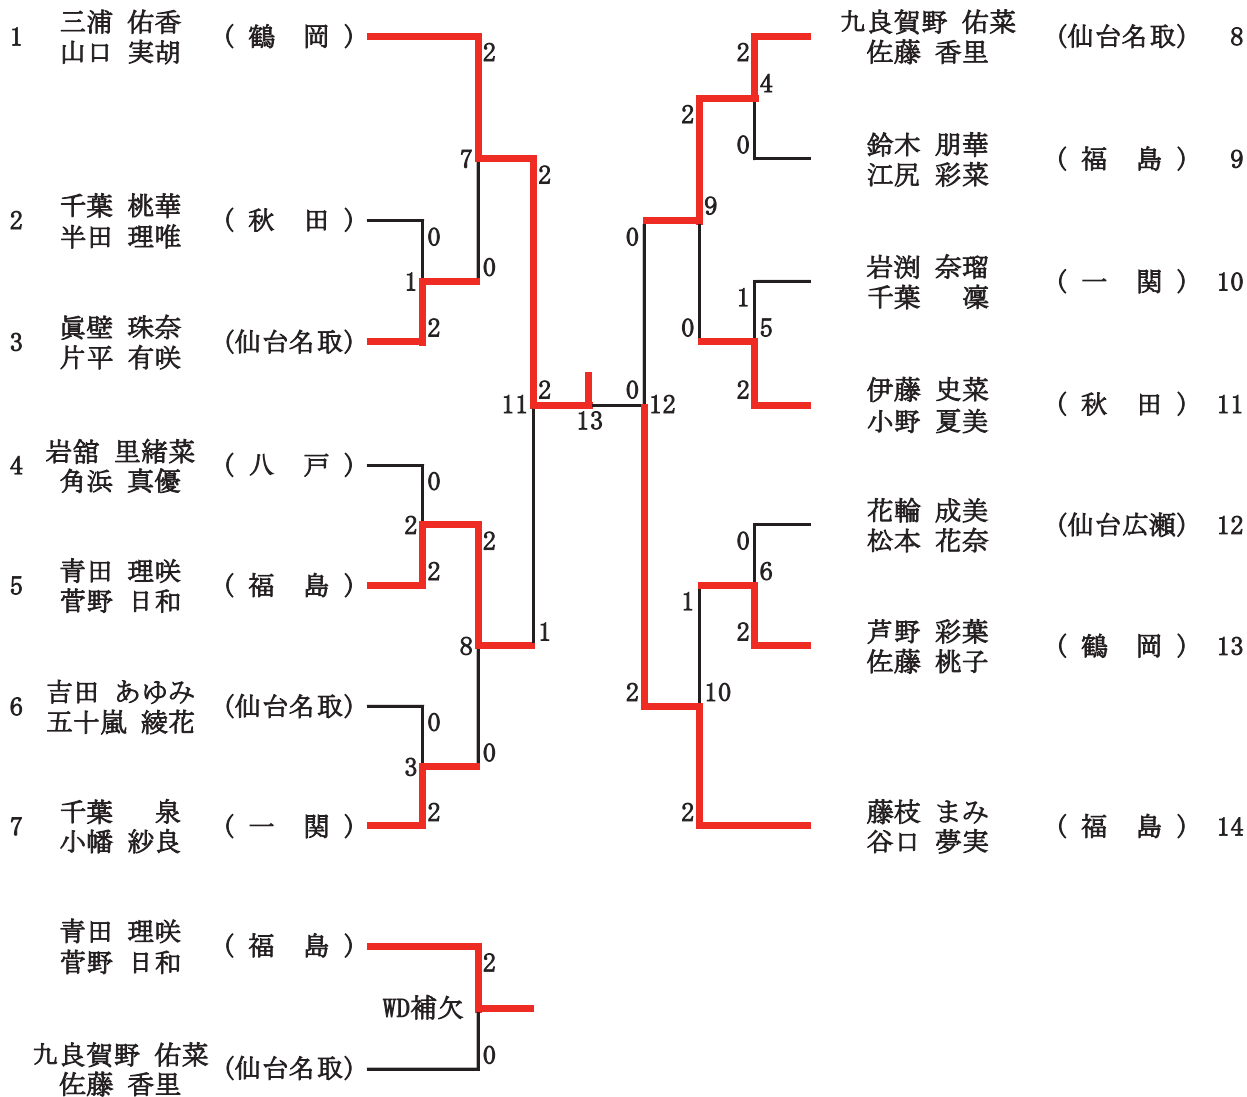 1 三浦 佑香 ( 鶴 岡 )
山口 実胡
2 千葉 桃華 ( 秋 田 )
半田 理唯
3 眞壁 珠奈 (仙台名取)
片平 有咲
4 岩舘 里緒菜 ( 八 戸 )
角浜 真優
5 青田 理咲 ( 福 島 )
菅野 日和
6 吉田 あゆみ (仙台名取)
五十嵐 綾花
7 千葉 泉 ( 一 関 )
小幡 紗良
2
7
2
0
1
0
2
0
2
2
2
8
1
0
3
0
2
11
2
13
0
12
九良賀野 佑菜 (仙台名取) 8
佐藤 香里
鈴木 朋華 ( 福 島 ) 9
江尻 彩菜
岩渕 奈瑠 ( 一 関 ) 10
千葉 凜
伊藤 史菜 ( 秋 田 ) 11
小野 夏美
花輪 成美 (仙台広瀬) 12
松本 花奈
芦野 彩葉 ( 鶴 岡 ) 13
佐藤 桃子
藤枝 まみ ( 福 島 ) 14
谷口 夢実
2
4
2
0
9
0
1
0
5
2
0
6
1
2
2
10
2
青田 理咲 ( 福 島 )
菅野 日和
2
WD補欠
0
九良賀野 佑菜 (仙台名取)
佐藤 香里